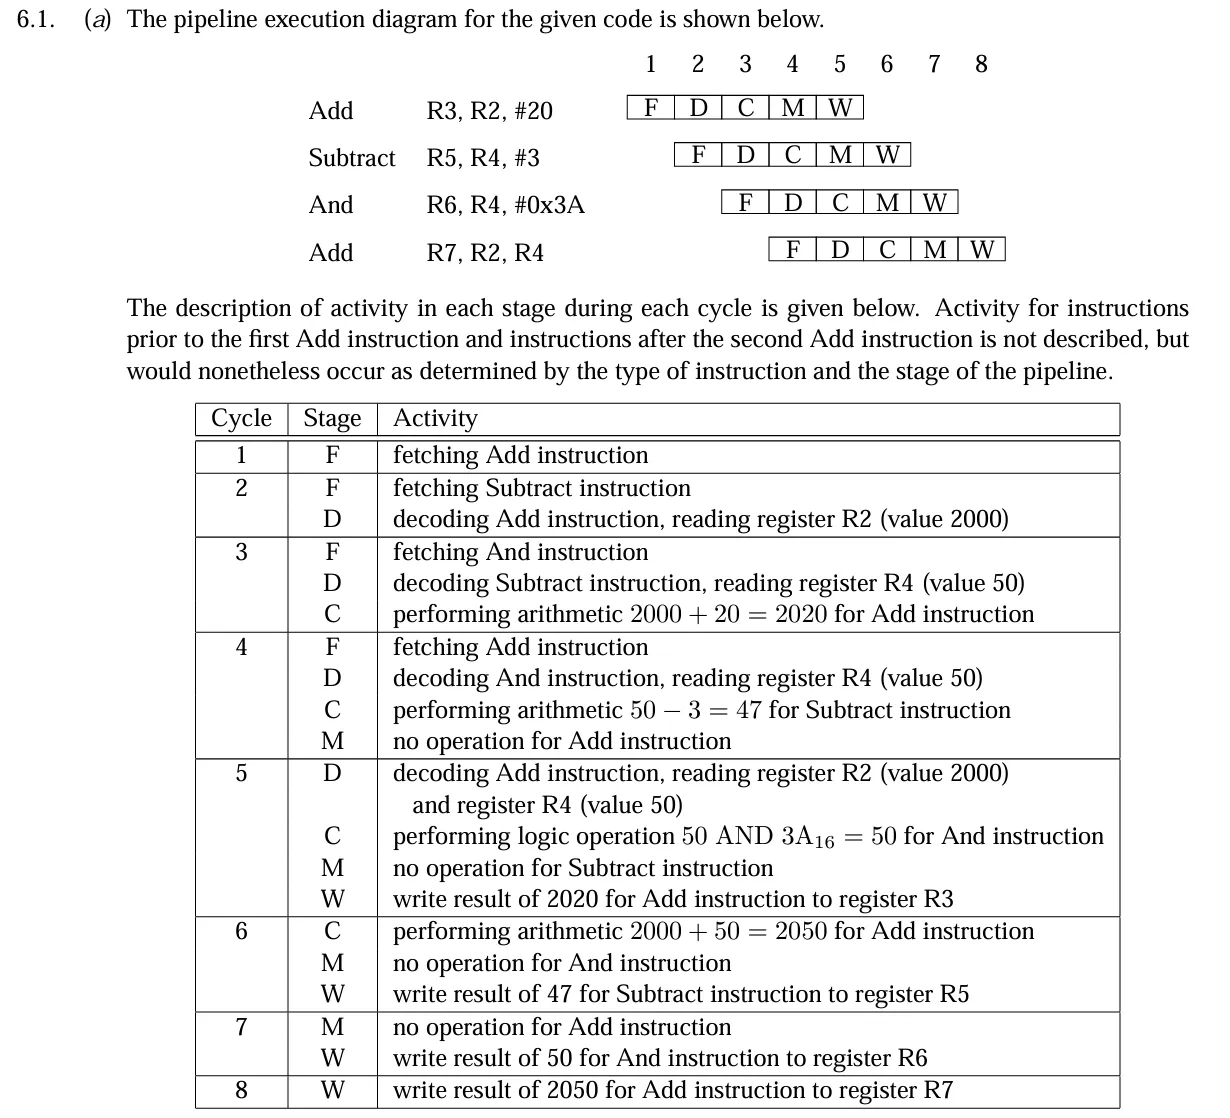 6.1. (a) The pipeline execution diagram for the given code is shown below.
1 2 3 4 5 6 7 8
Add R3, R2, #20 F D C M W
Subtract R5, R4, #3 F D C M W
And R6, R4, #0x3A F D C M W
Add R7, R2, R4 F D C M W
The description of activity in each stage during each cycle is given below. Activity for instructions
prior to the first Add instruction and instructions after the second Add instruction is not described, but
would nonetheless occur as determined by the type of instruction and the stage of the pipeline.
Cycle Stage Activity
1 F fetching Add instruction
2 F fetching Subtract instruction
D decoding Add instruction, reading register R2 (value 2000)
3 F fetching And instruction
D decoding Subtract instruction, reading register R4 (value 50)
C performing arithmetic 2000 + 20 = 2020 for Add instruction
4 F fetching Add instruction
D decoding And instruction, reading register R4 (value 50)
C performing arithmetic 50 − 3 = 47 for Subtract instruction
M no operation for Add instruction
5 D decoding Add instruction, reading register R2 (value 2000)
and register R4 (value 50)
C performing logic operation 50 AND 3A₁₆ = 50 for And instruction
M no operation for Subtract instruction
W write result of 2020 for Add instruction to register R3
6 C performing arithmetic 2000 + 50 = 2050 for Add instruction
M no operation for And instruction
W write result of 47 for Subtract instruction to register R5
7 M no operation for Add instruction
W write result of 50 for And instruction to register R6
8 W write result of 2050 for Add instruction to register R7